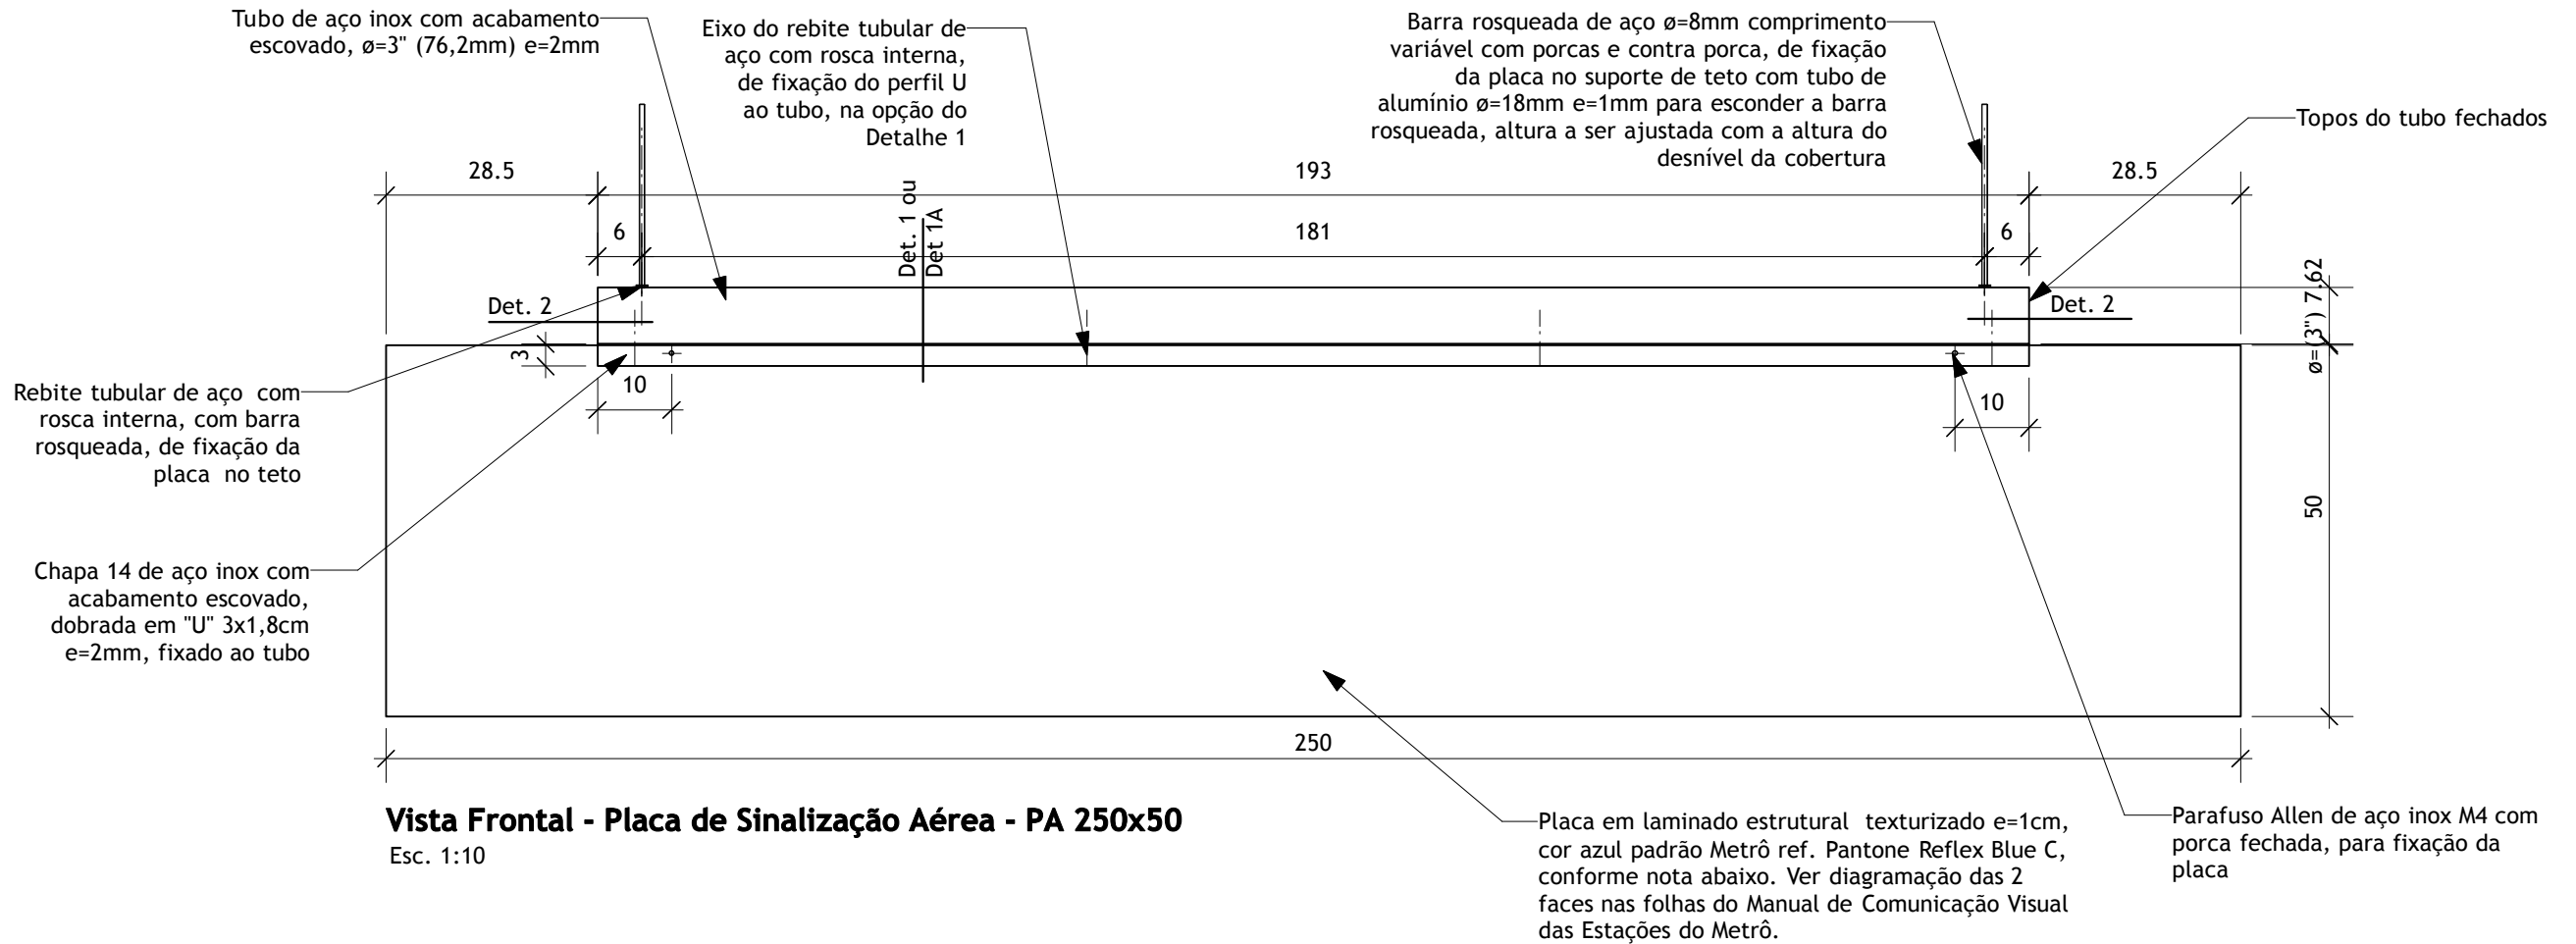 Tubo de aço inox com acabamento
escovado, ø=3" (76,2mm) e=2mm
Eixo do rebite tubular de
aço com rosca interna,
de fixação do perfil U
ao tubo, na opção do
Detalhe 1
Barra rosqueada de aço ø=8mm comprimento
variável com porcas e contra porca, de fixação
da placa no suporte de teto com tubo de
alumínio ø=18mm e=1mm para esconder a barra
rosqueada, altura a ser ajustada com a altura do
desnível da cobertura
Topos do tubo fechados
28.5
193
28.5
6
181
6
Det. 1 ou
Det 1A
Det. 2
Det. 2
ø=(3") 7,62
3
10
10
50
Rebite tubular de aço  com
rosca interna, com barra
rosqueada, de fixação da
placa  no teto
Chapa 14 de aço inox com
acabamento escovado,
dobrada em "U" 3x1,8cm
e=2mm, fixado ao tubo
250
Vista Frontal - Placa de Sinalização Aérea - PA 250x50
Esc. 1:10
Placa em laminado estrutural  texturizado e=1cm,
cor azul padrão Metrô ref. Pantone Reflex Blue C,
conforme nota abaixo. Ver diagramação das 2
faces nas folhas do Manual de Comunicação Visual
das Estações do Metrô.
Parafuso Allen de aço inox M4 com
porca fechada, para fixação da
placa